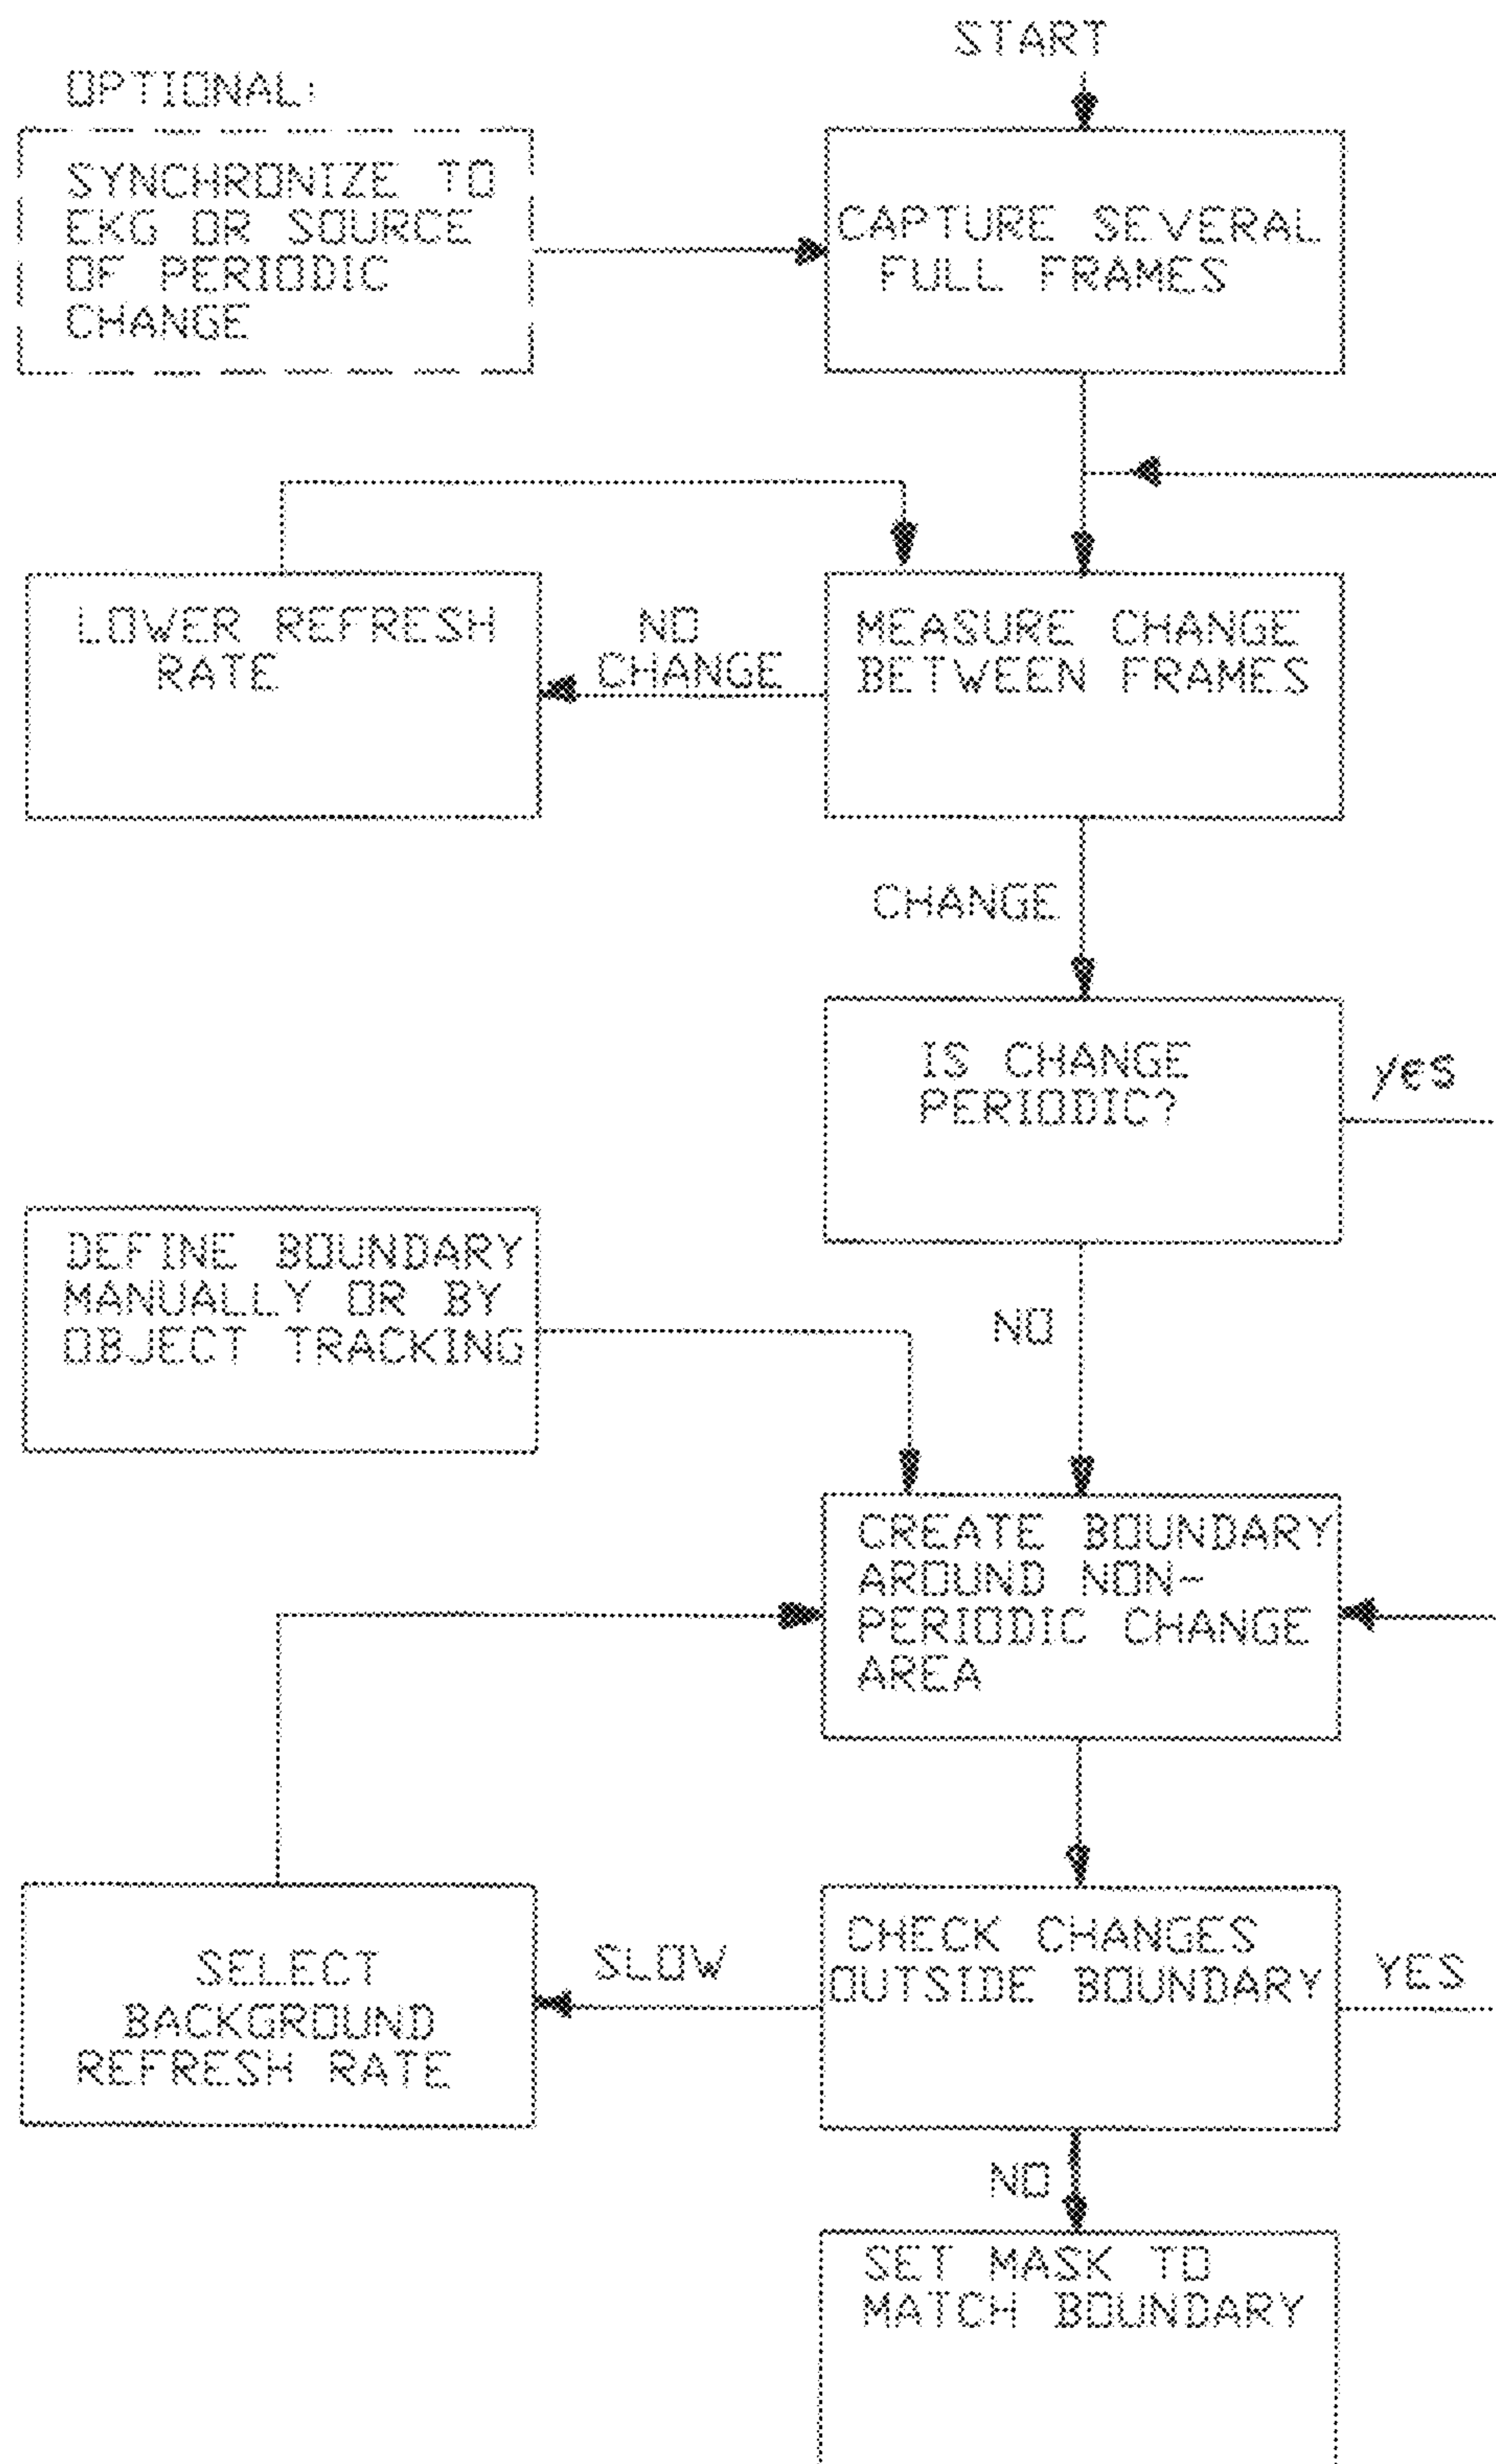 START
OPTIONAL:
SYNCHRONIZE TO
EKG OR SOURCE
OF PERIODIC
CHANGE
CAPTURE SEVERAL
FULL FRAMES
LOWER REFRESH
RATE
NO
CHANGE
MEASURE CHANGE
BETWEEN FRAMES
CHANGE
IS CHANGE
PERIODIC?
yes
DEFINE BOUNDARY
MANUALLY OR BY
OBJECT TRACKING
NO
CREATE BOUNDARY
AROUND NON-
PERIODIC CHANGE
AREA
SELECT
BACKGROUND
REFRESH RATE
SLOW
CHECK CHANGES
OUTSIDE BOUNDARY
YES
NO
SET MASK TO
MATCH BOUNDARY